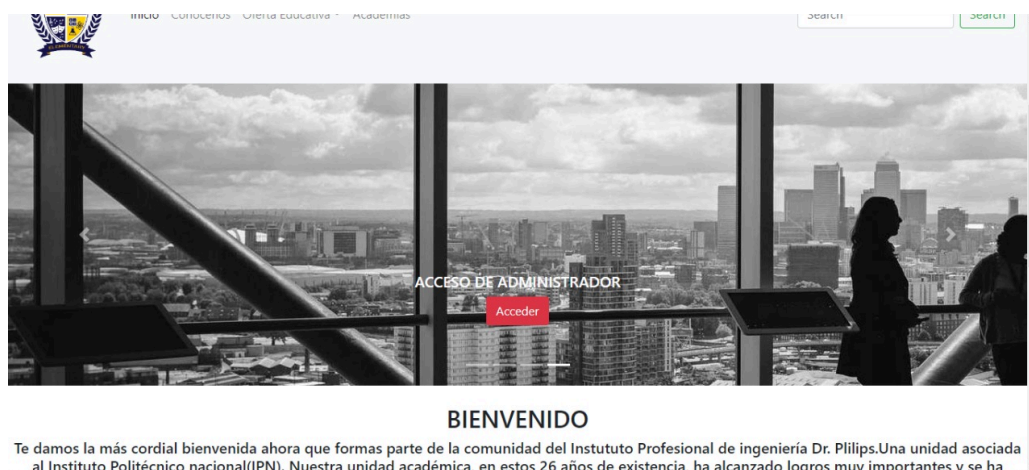 Inicio Conócenos Oferta Educativa Academias
Search Search
ACCESO DE ADMINISTRADOR
Acceder
BIENVENIDO
Te damos la más cordial bienvenida ahora que formas parte de la comunidad del Instututo Profesional de ingeniería Dr. Plilips.Una unidad asociada
al Instituto Politécnico nacional(IPN). Nuestra unidad académica, en estos 26 años de existencia, ha alcanzado logros muy importantes y se ha